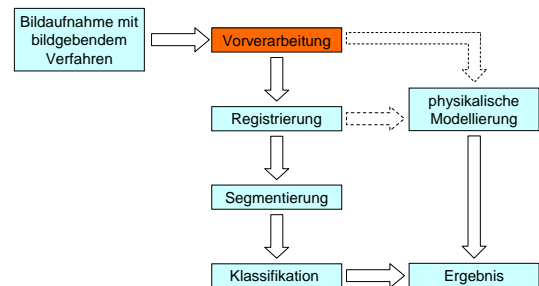 Bildaufnahme mit
bildgebendem
Verfahren
Vorverarbeitung
Registrierung
physikalische
Modellierung
Segmentierung
Klassifikation
Ergebnis